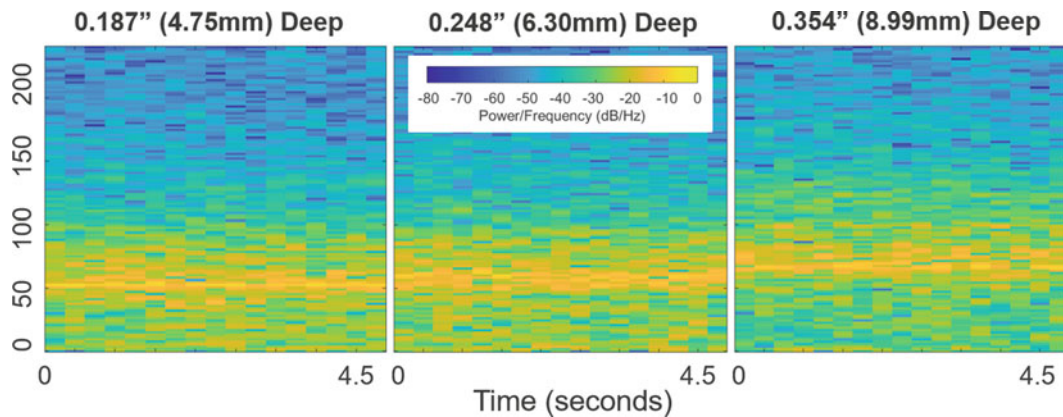 0.187” (4.75mm) Deep
0.248” (6.30mm) Deep
0.354” (8.99mm) Deep
200
150
100
50
0
-80 -70 -60 -50 -40 -30 -20 -10 0
Power/Frequency (dB/Hz)
0 4.5
0 4.5
0 4.5
Time (seconds)